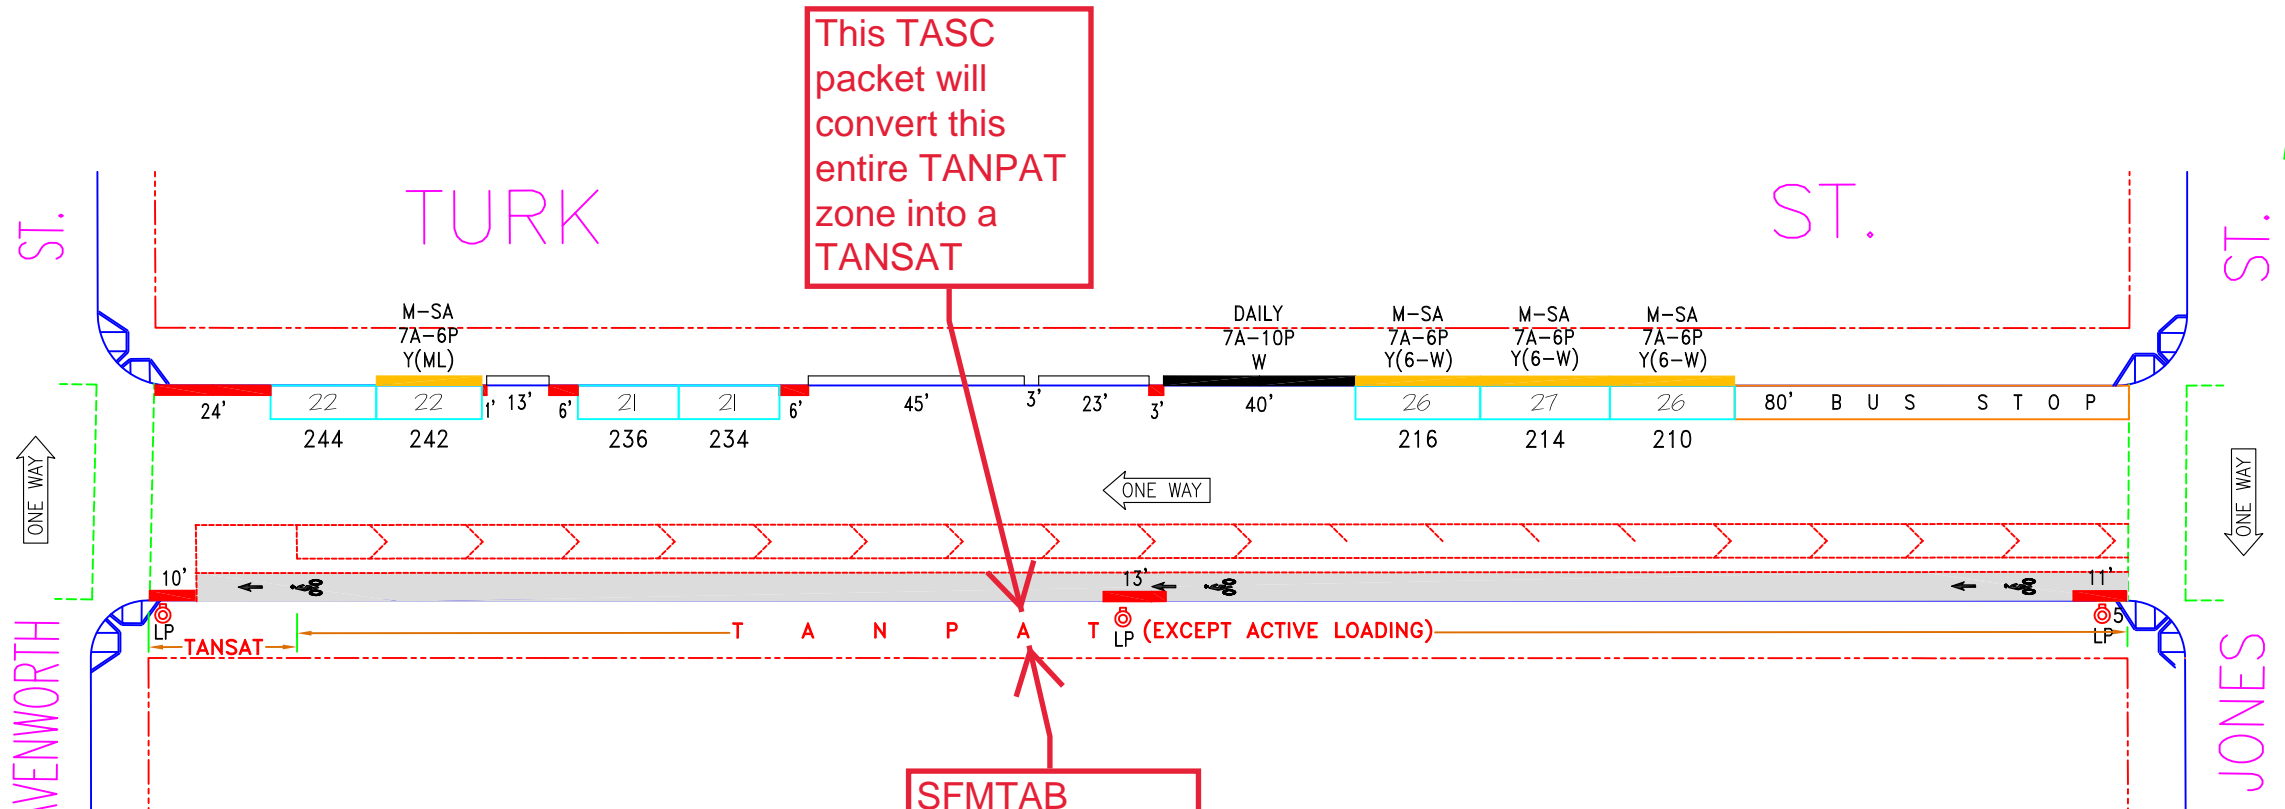 This TASC
packet will
convert this
entire TANPAT
zone into a
TANSAT
TURK ST.
ST.
ST.
M-SA
7A-6P
Y(ML)
DAILY
7A-10P
W
M-SA
7A-6P
Y(6-W)
M-SA
7A-6P
Y(6-W)
M-SA
7A-6P
Y(6-W)
24' 22 22 1' 13' 6' 21 21 6' 45' 3' 23' 3' 40' 26 27 26 80' BUS STOP
244 242 236 234 216 214 210
ONE WAY
ONE WAY
ONE WAY
10' 13' 11'
LP LP 5 LP
TANSAT TANPAT (EXCEPT ACTIVE LOADING)
VENWORTH
JONES
SFMTAB